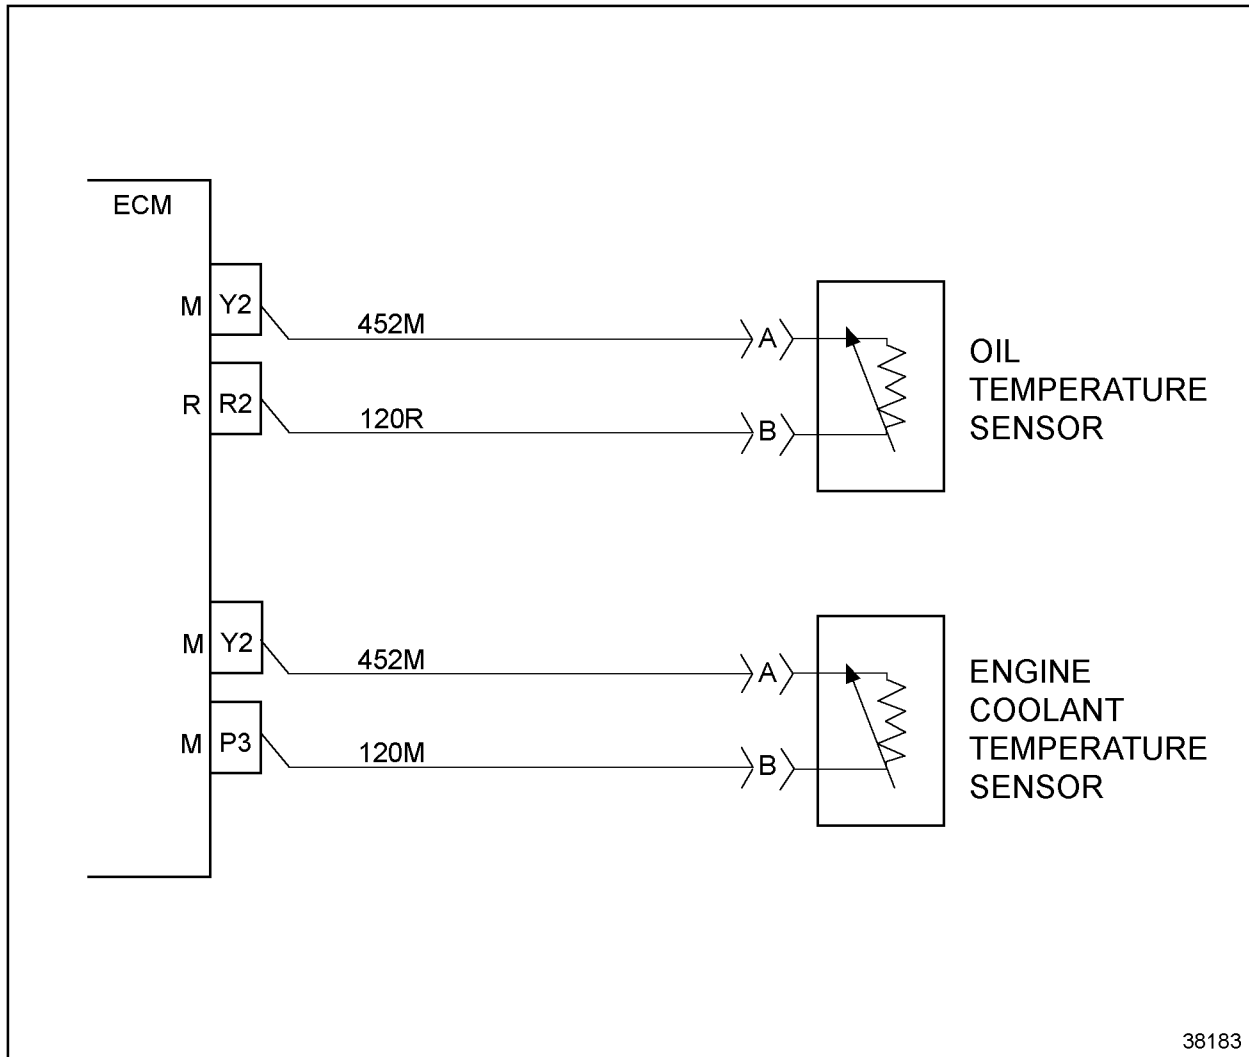 ECM
M Y2
452M
A
R R2
120R
B
OIL
TEMPERATURE
SENSOR
M Y2
452M
A
M P3
120M
B
ENGINE
COOLANT
TEMPERATURE
SENSOR
38183